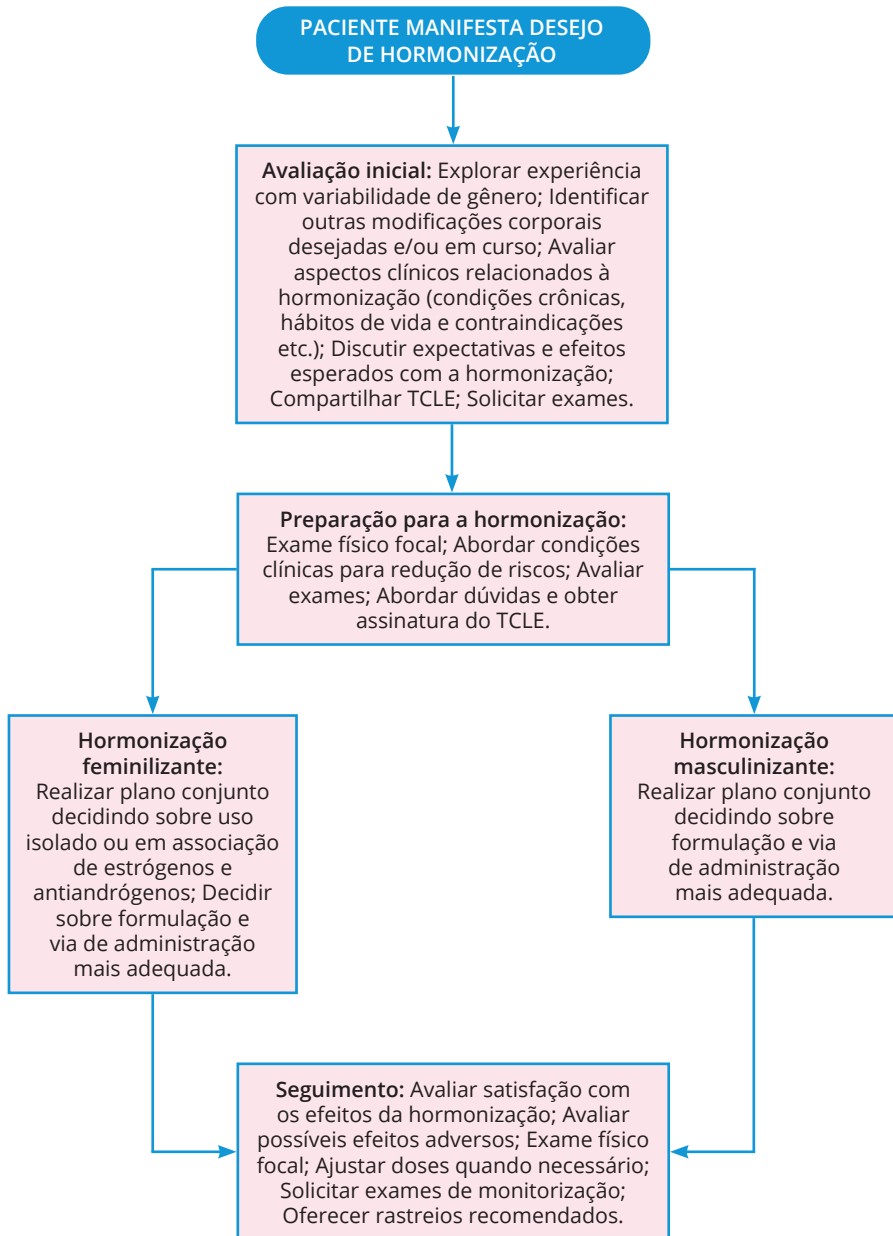 PACIENTE MANIFESTA DESEJO
DE HORMONIZAÇÃO
Avaliação inicial: Explorar experiência
com variabilidade de gênero; Identificar
outras modificações corporais
desejadas e/ou em curso; Avaliar
aspectos clínicos relacionados à
hormonização (condições crônicas,
hábitos de vida e contraindicações
etc.); Discutir expectativas e efeitos
esperados com a hormonização;
Compartilhar TCLE; Solicitar exames.
Preparação para a hormonização:
Exame físico focal; Abordar condições
clínicas para redução de riscos; Avaliar
exames; Abordar dúvidas e obter
assinatura do TCLE.
Hormonização
feminilizante:
Realizar plano conjunto
decidindo sobre uso
isolado ou em associação
de estrógenos e
antiandrógenos; Decidir
sobre formulação e
via de administração
mais adequada.
Hormonização
masculinizante:
Realizar plano conjunto
decidindo sobre
formulação e via
de administração
mais adequada.
Seguimento: Avaliar satisfação com
os efeitos da hormonização; Avaliar
possíveis efeitos adversos; Exame físico
focal; Ajustar doses quando necessário;
Solicitar exames de monitorização;
Oferecer rastreios recomendados.